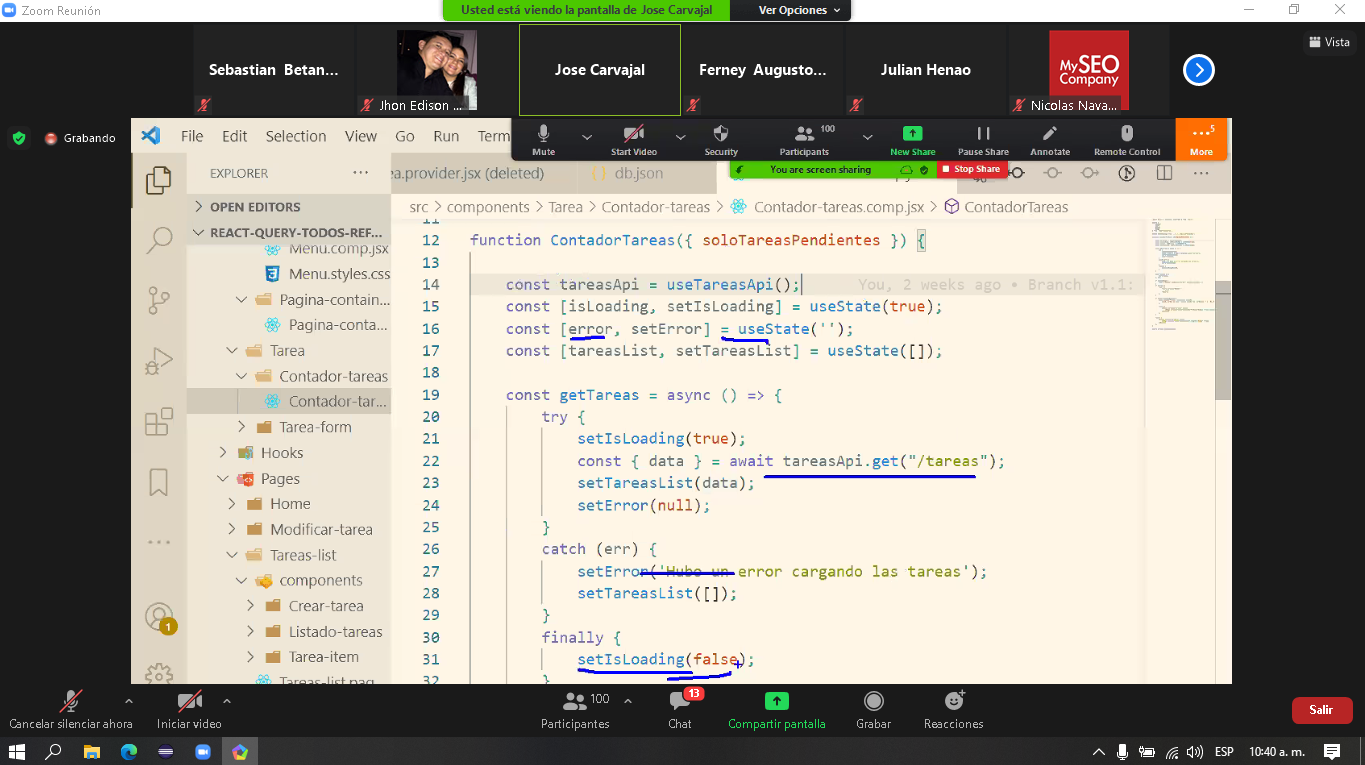 Zoom Reunión
Usted está viendo la pantalla de Jose Carvajal
Ver Opciones
Vista
Sebastian Betan...
Jhon Edison ...
Jose Carvajal
Ferney Augusto...
Julian Henao
My SEO Company
Nicolas Nava...
Grabando
File Edit Selection View Go Run Term
Mute
Start Video
Security
100
Participants
New Share
Pause Share
Annotate
Remote Control
5
More
You are screen sharing
Stop Share
EXPLORER
ea.provider.jsx (deleted)
{} db.json
OPEN EDITORS
src > components > Tarea > Contador-tareas > Contador-tareas.comp.jsx > ContadorTareas
REACT-QUERY-TODOS-REF...
Menu.comp.jsx
Menu.styles.css
Pagina-contain...
Pagina-conta...
Tarea
Contador-tareas
Contador-tar...
Tarea-form
Hooks
Pages
Home
Modificar-tarea
Tareas-list
components
Crear-tarea
Listado-tareas
Tarea-item
Tareas-list.pag
1
11
12 function ContadorTareas({ soloTareasPendientes }) {
13
14 const tareasApi = useTareasApi(); You, 2 weeks ago • Branch v1.1:
15 const [isLoading, setIsLoading] = useState(true);
16 const [error, setError] = useState('');
17 const [tareasList, setTareasList] = useState([]);
18
19 const getTareas = async () => {
20 try {
21 setIsLoading(true);
22 const { data } = await tareasApi.get("/tareas");
23 setTareasList(data);
24 setError(null);
25 }
26 catch (err) {
27 setError('Hubo un error cargando las tareas');
28 setTareasList([]);
29 }
30 finally {
31 setIsLoading(false);
32 }
Cancelar silenciar ahora
Iniciar video
100
Participantes
13
Chat
Compartir pantalla
Grabar
Reacciones
Salir
ESP
10:40 a. m.